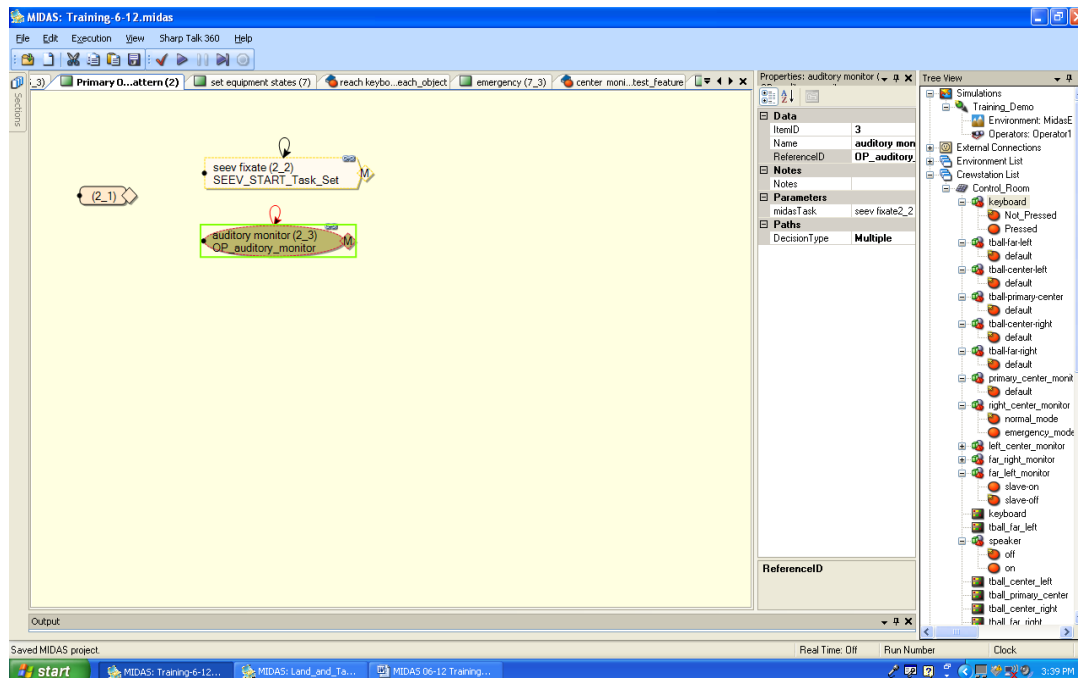 MIDAS: Training-6-12.midas
File Edit Execution View Sharp Talk 360 Help
_3) Primary O...attern (2) set equipment states (7) reach keybo...each_object emergency (7_3) center moni...test_feature
Sections
(2_1)
seev fixate (2_2)
SEEV_START_Task_Set
M
auditory monitor (2_3)
OP_auditory_monitor
M
Properties: auditory monitor (
Data
ItemID 3
Name auditory mon
ReferenceID OP_auditory_
Notes
Notes
Parameters
midasTask seev fixate2_2
Paths
DecisionType Multiple
ReferenceID
Tree View
Simulations
Training_Demo
Environment: MidasE
Operators: Operator1
External Connections
Environment List
Crewstation List
Control_Room
keyboard
Not_Pressed
Pressed
tball-far-left
default
tball-center-left
default
tball-primary-center
default
tball-center-right
default
tball-far-right
default
primary_center_monit
default
right_center_monitor
normal_mode
emergency_mode
left_center_monitor
far_right_monitor
far_left_monitor
slave-on
slave-off
keyboard
tball_far_left
speaker
off
on
tball_center_left
tball_primary_center
tball_center_right
tball_far_right
Output
Saved MIDAS project.
Real Time: Off Run Number Clock
start MIDAS: Training-6-12... MIDAS: Land_and_Ta... MIDAS 06-12 Training... 3:39 PM